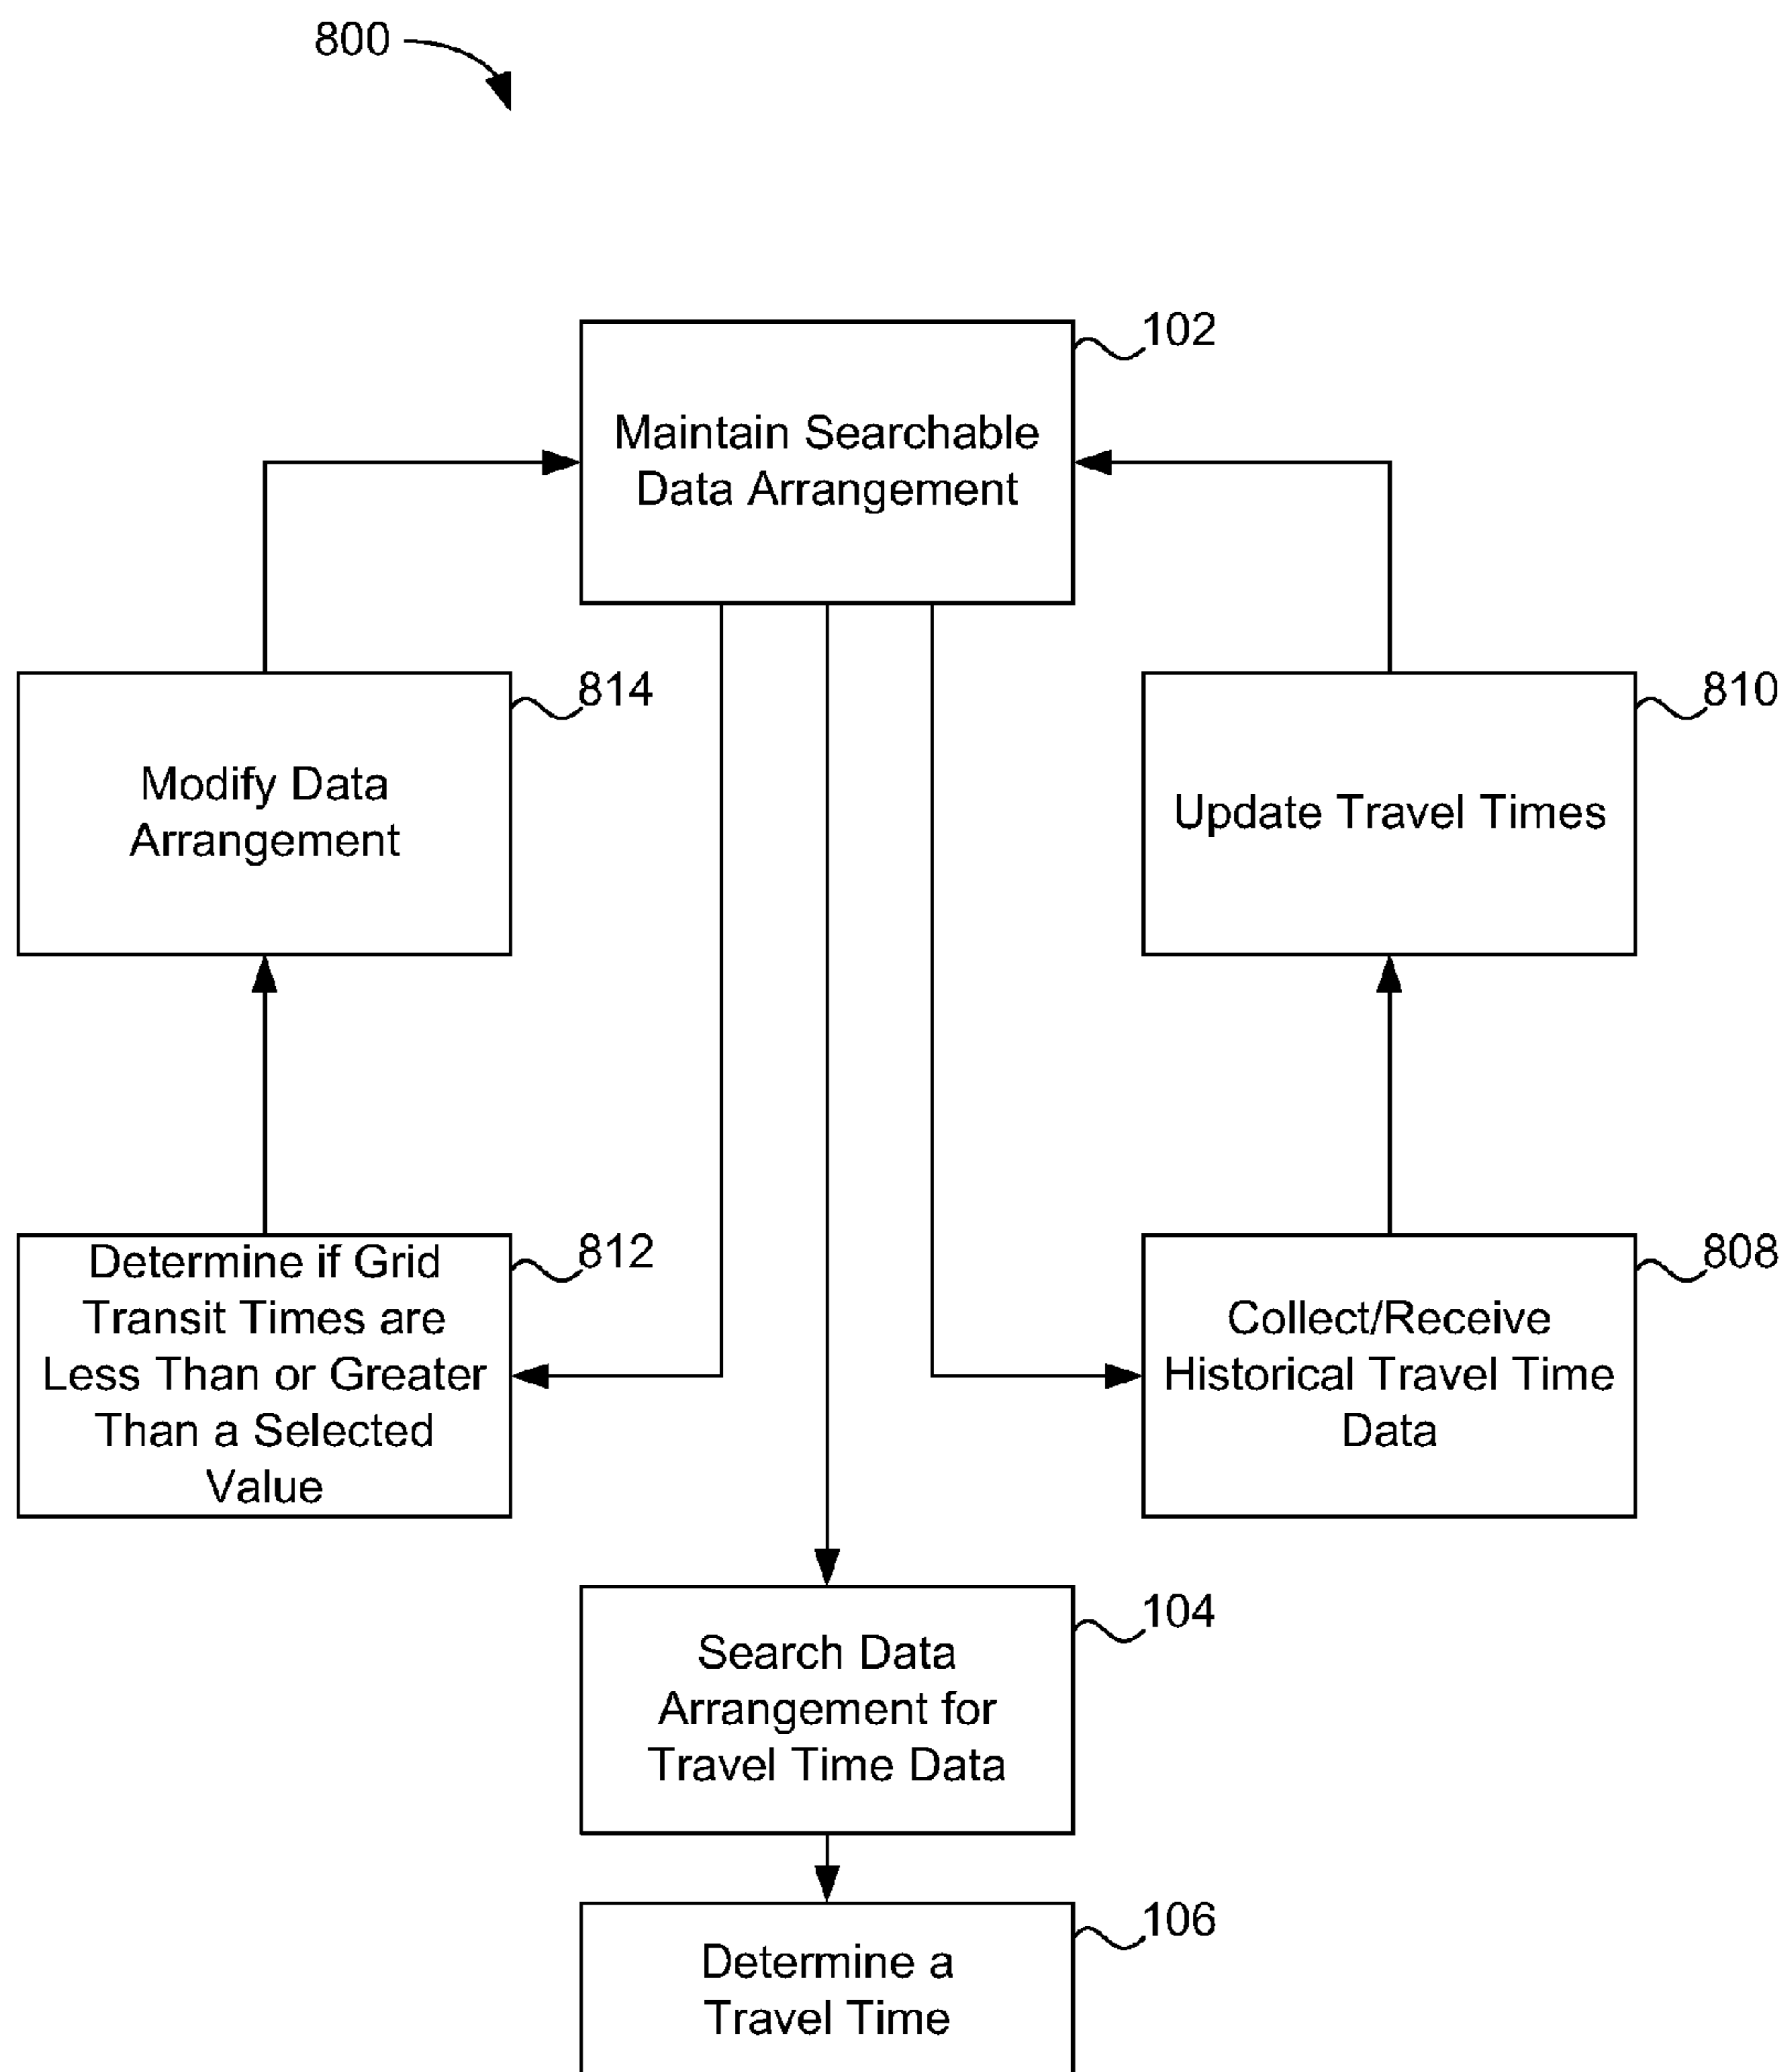 800
102
Maintain Searchable
Data Arrangement
814
Modify Data
Arrangement
810
Update Travel Times
812
Determine if Grid
Transit Times are
Less Than or Greater
Than a Selected
Value
808
Collect/Receive
Historical Travel Time
Data
104
Search Data
Arrangement for
Travel Time Data
106
Determine a
Travel Time